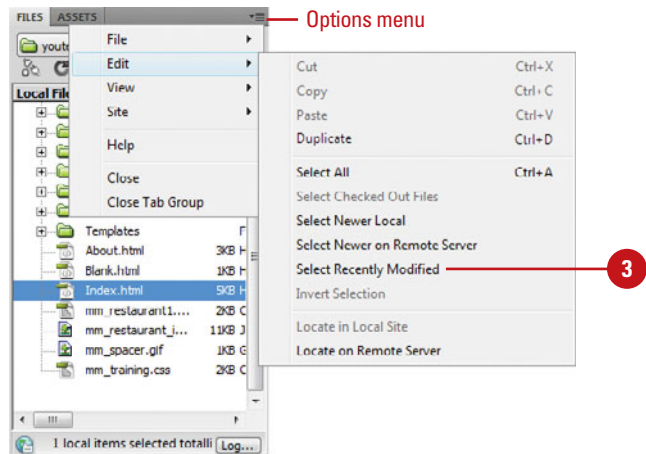 FILES ASSETS
Options menu
youte
File
Edit
View
Site
Help
Close
Close Tab Group
Cut Ctrl+X
Copy Ctrl+C
Paste Ctrl+V
Duplicate Ctrl+D
Select All Ctrl+A
Select Checked Out Files
Select Newer Local
Select Newer on Remote Server
Select Recently Modified
3
Invert Selection
Locate in Local Site
Locate on Remote Server
Local File
Templates F
About.html 3KB H
Blank.html 1KB H
Index.html 5KB H
mm_restaurant1.... 2KB C
mm_restaurant_i... 11KB J
mm_spacer.gif 1KB G
mm_training.css 2KB C
1 local items selected totalli Log...